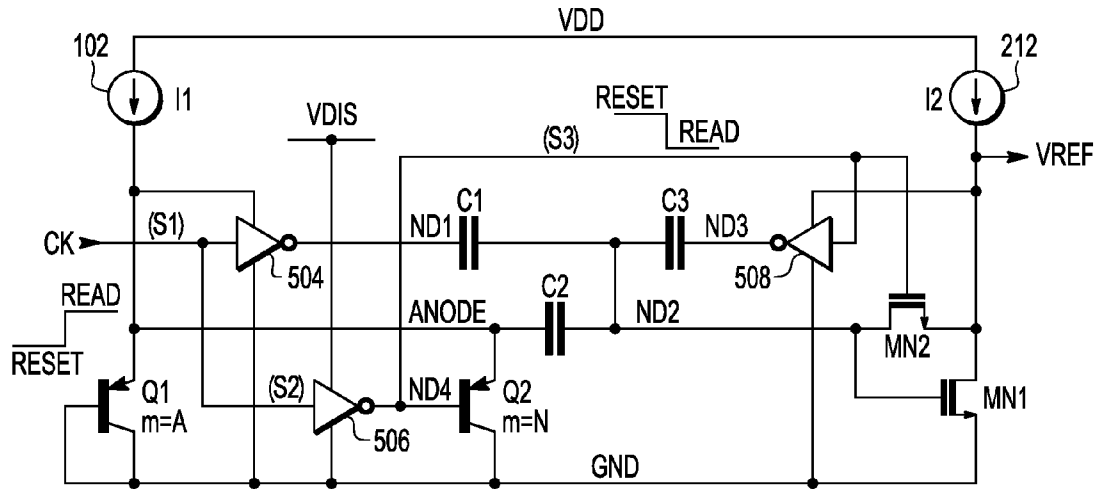 VDD
102
I1
212
I2
VDIS
RESET
READ
(S3)
VREF
CK
(S1)
504
ND1
C1
C3
ND3
508
READ
RESET
ANODE
C2
ND2
MN2
Q1
m=A
(S2)
506
ND4
Q2
m=N
MN1
GND